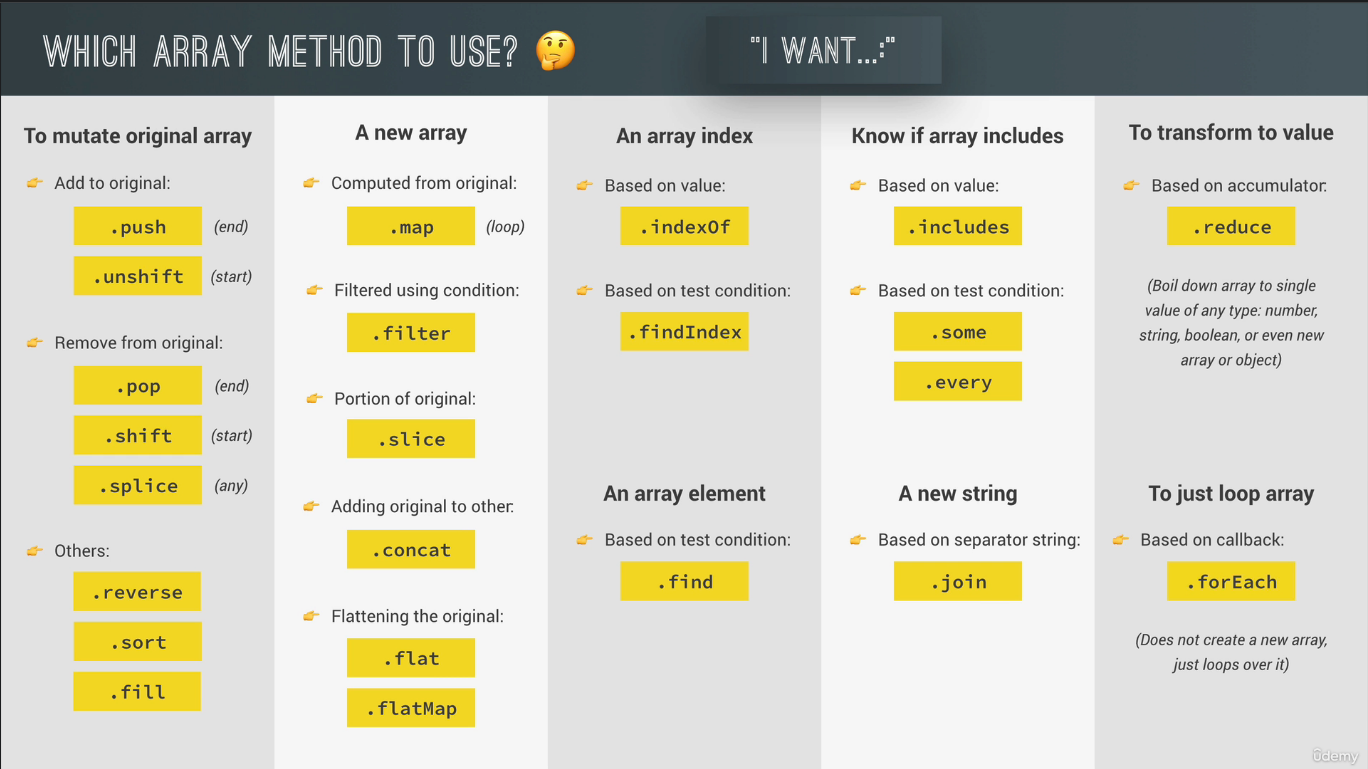 WHICH ARRAY METHOD TO USE? 🤔
"I WANT...:"
To mutate original array
👉 Add to original:
.push (end)
.unshift (start)
👉 Remove from original:
.pop (end)
.shift (start)
.splice (any)
👉 Others:
.reverse
.sort
.fill
A new array
👉 Computed from original:
.map (loop)
👉 Filtered using condition:
.filter
👉 Portion of original:
.slice
👉 Adding original to other:
.concat
👉 Flattening the original:
.flat
.flatMap
An array index
👉 Based on value:
.indexOf
👉 Based on test condition:
.findIndex
An array element
👉 Based on test condition:
.find
Know if array includes
👉 Based on value:
.includes
👉 Based on test condition:
.some
.every
A new string
👉 Based on separator string:
.join
To transform to value
👉 Based on accumulator:
.reduce
(Boil down array to single
value of any type: number,
string, boolean, or even new
array or object)
To just loop array
👉 Based on callback:
.forEach
(Does not create a new array,
just loops over it)
ûdemy